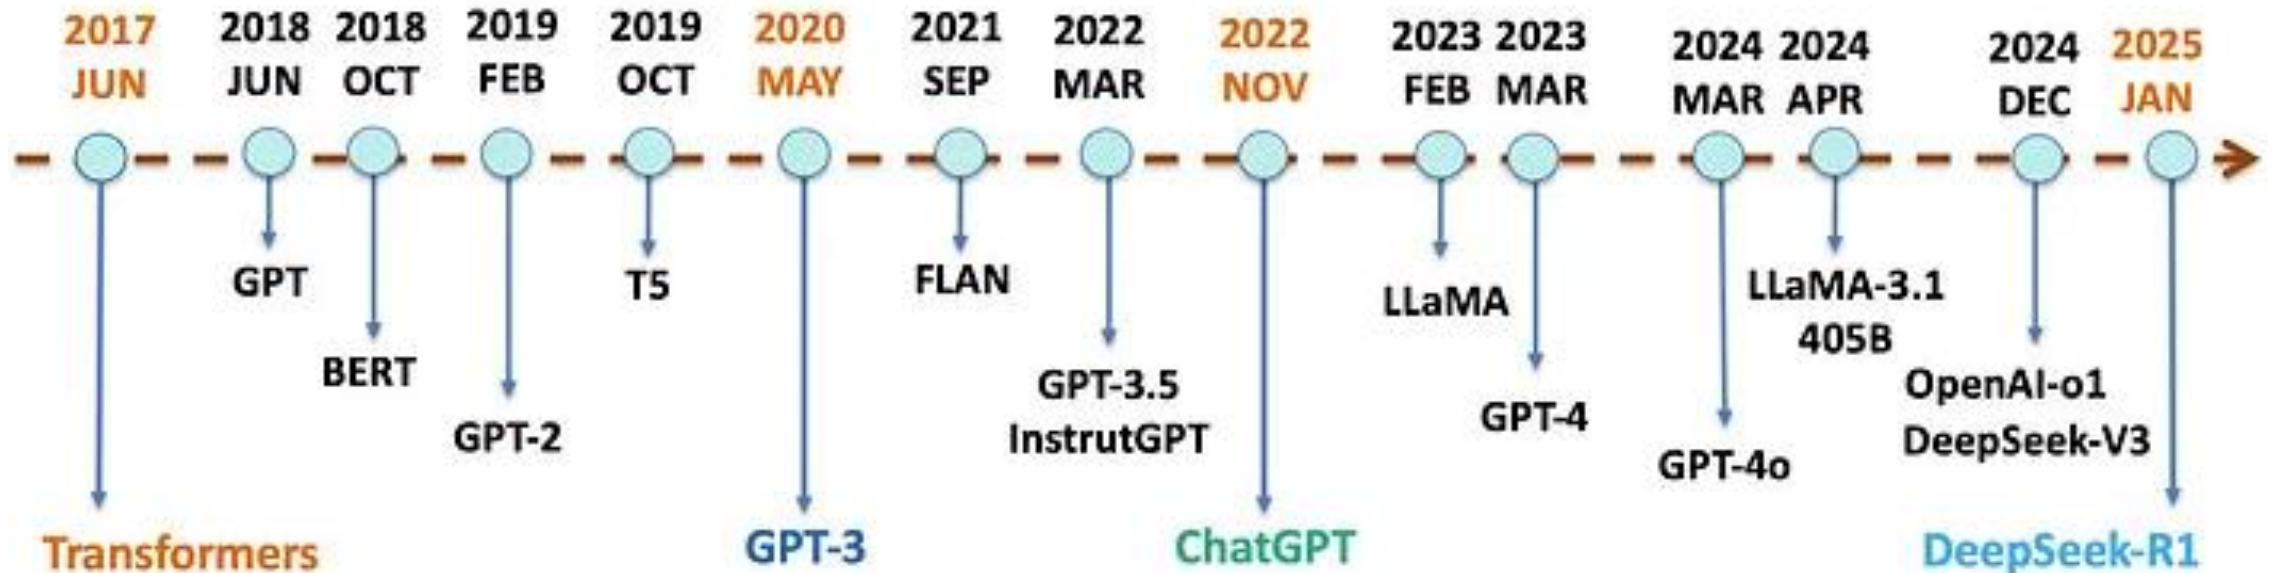 2017
JUN
2018
JUN
2018
OCT
2019
FEB
2019
OCT
2020
MAY
2021
SEP
2022
MAR
2022
NOV
2023
FEB
2023
MAR
2024
MAR
2024
APR
2024
DEC
2025
JAN
Transformers
GPT
BERT
GPT-2
T5
GPT-3
FLAN
GPT-3.5
InstrutGPT
ChatGPT
LLaMA
GPT-4
GPT-4o
LLaMA-3.1
405B
OpenAI-o1
DeepSeek-V3
DeepSeek-R1